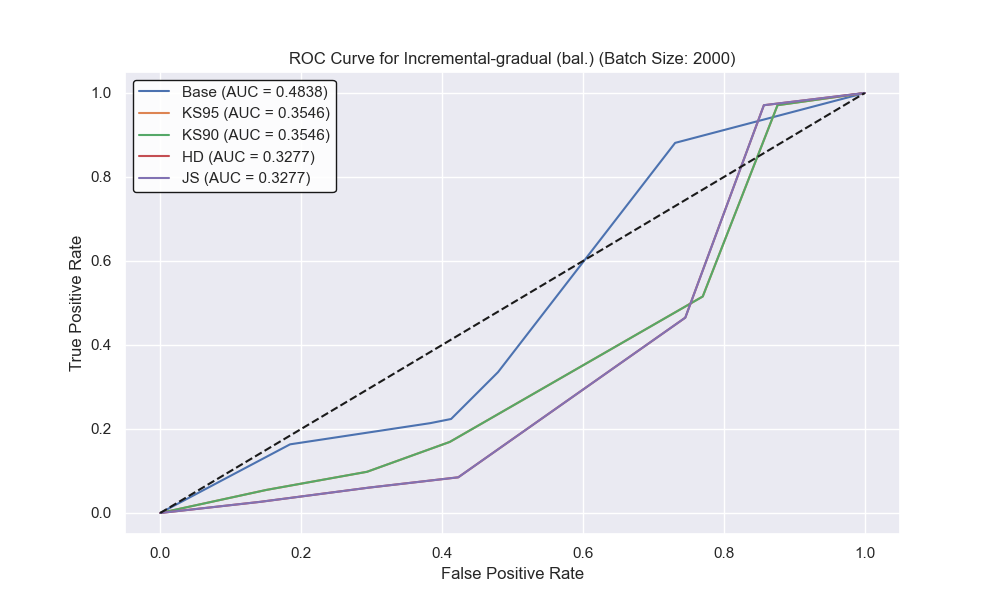 ROC Curve for Incremental-gradual (bal.) (Batch Size: 2000)
Base (AUC = 0.4838)
KS95 (AUC = 0.3546)
KS90 (AUC = 0.3546)
HD (AUC = 0.3277)
JS (AUC = 0.3277)
True Positive Rate
1.0
0.8
0.6
0.4
0.2
0.0
0.0 0.2 0.4 0.6 0.8 1.0
False Positive Rate